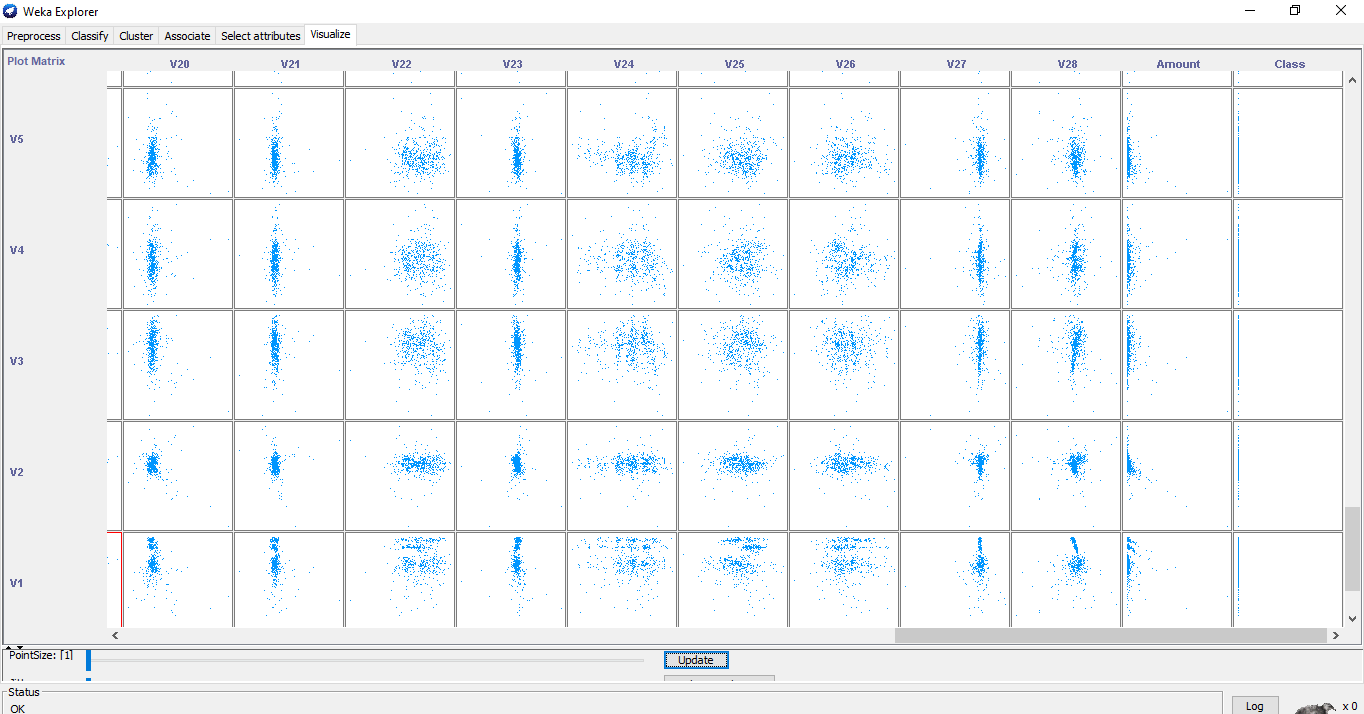 Weka Explorer
Preprocess Classify Cluster Associate Select attributes Visualize
Plot Matrix V20 V21 V22 V23 V24 V25 V26 V27 V28 Amount Class
V5
V4
V3
V2
V1
PointSize: [1]
Update
Status
OK
Log
x 0